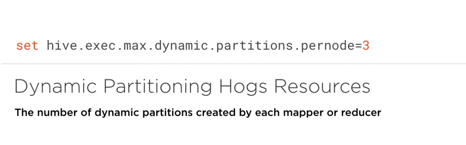 set hive.exec.max.dynamic.partitions.pernode=3
Dynamic Partitioning Hogs Resources
The number of dynamic partitions created by each mapper or reducer